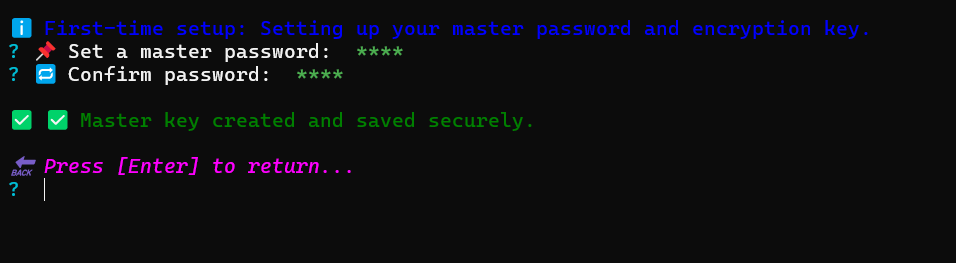 ℹ️ First-time setup: Setting up your master password and encryption key.
? 📌 Set a master password: ****
? 🔁 Confirm password: ****
✅ ✅ Master key created and saved securely.
🔙 Press [Enter] to return...
?